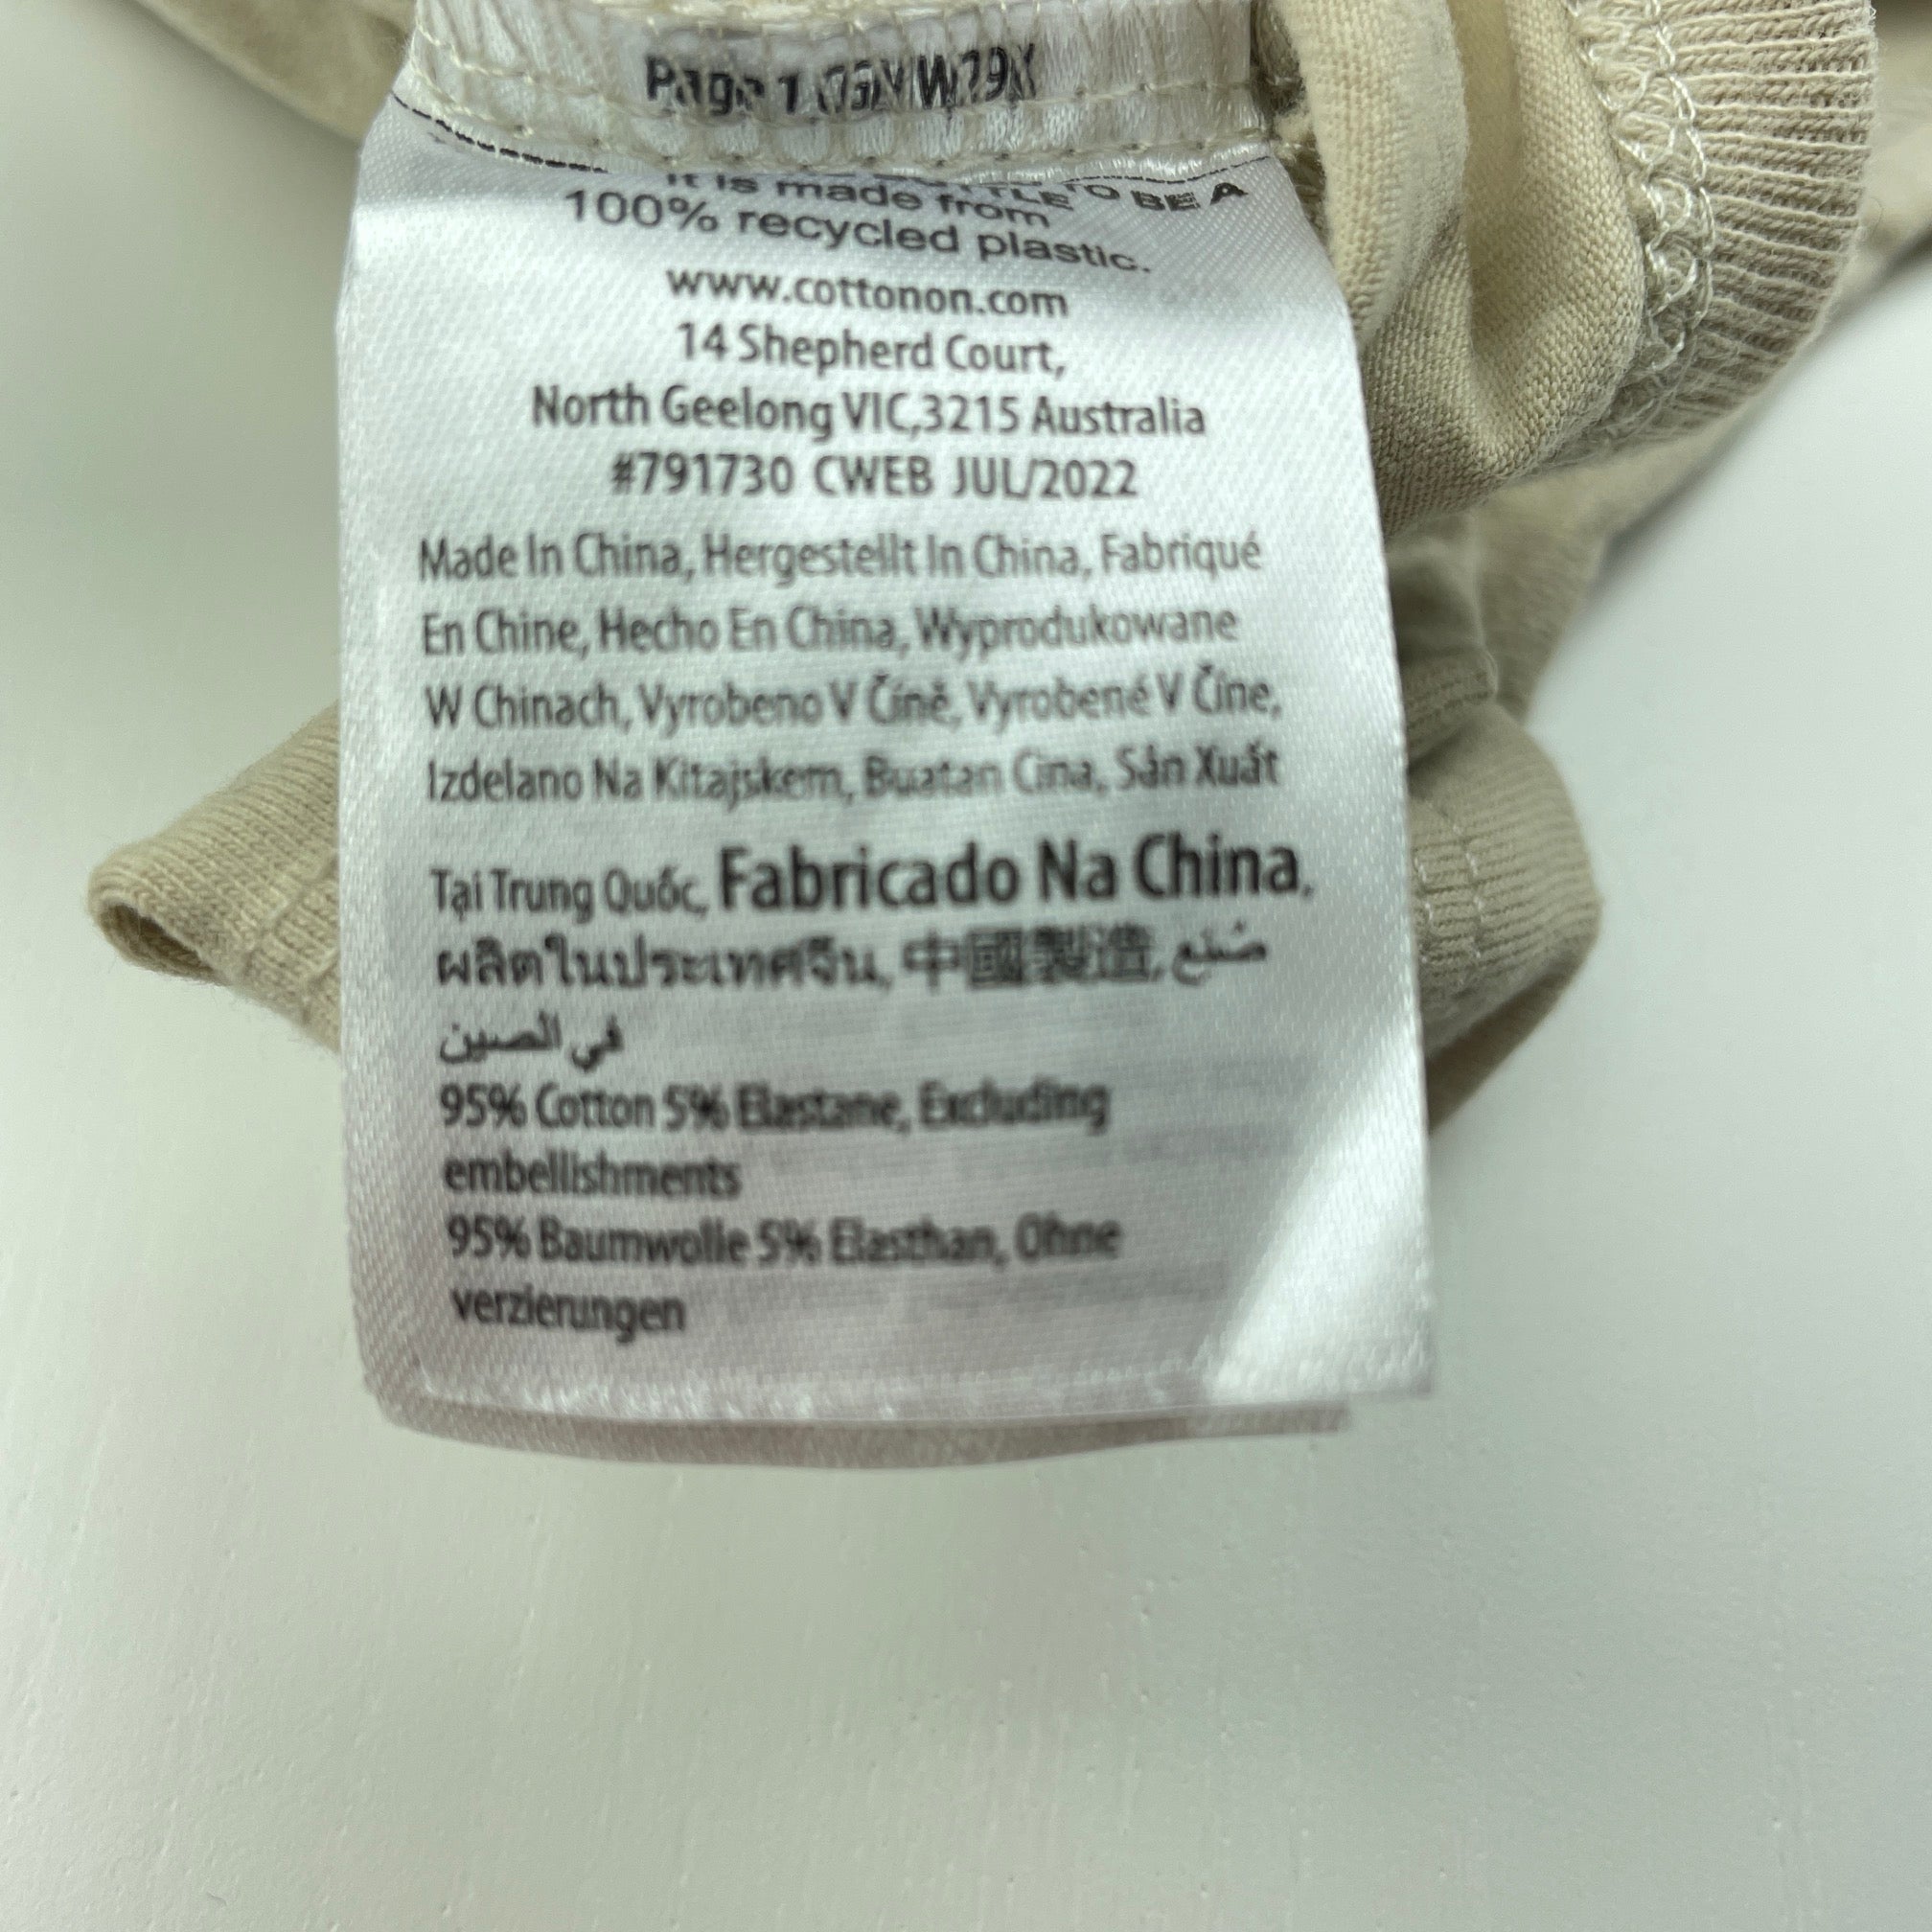 Page 1
TO BE A
It is made from
100% recycled plastic.
www.cottonon.com
14 Shepherd Court,
North Geelong VIC,3215 Australia
#791730 CWEB JUL/2022
Made In China, Hergestellt In China, Fabriqué
En Chine, Hecho En China, Wyprodukowane
W Chinach, Vyrobeno V Číně, Vyrobené V Číne,
Izdelano Na Kitajskem, Buatan Cina, Sản Xuất
Tại Trung Quốc, Fabricado Na China,
ผลิตในประเทศจีน, 中國製造, صُنِع
في الصين
95% Cotton 5% Elastane, Excluding
embellishments
95% Baumwolle 5% Elasthan, Ohne
verzierungen